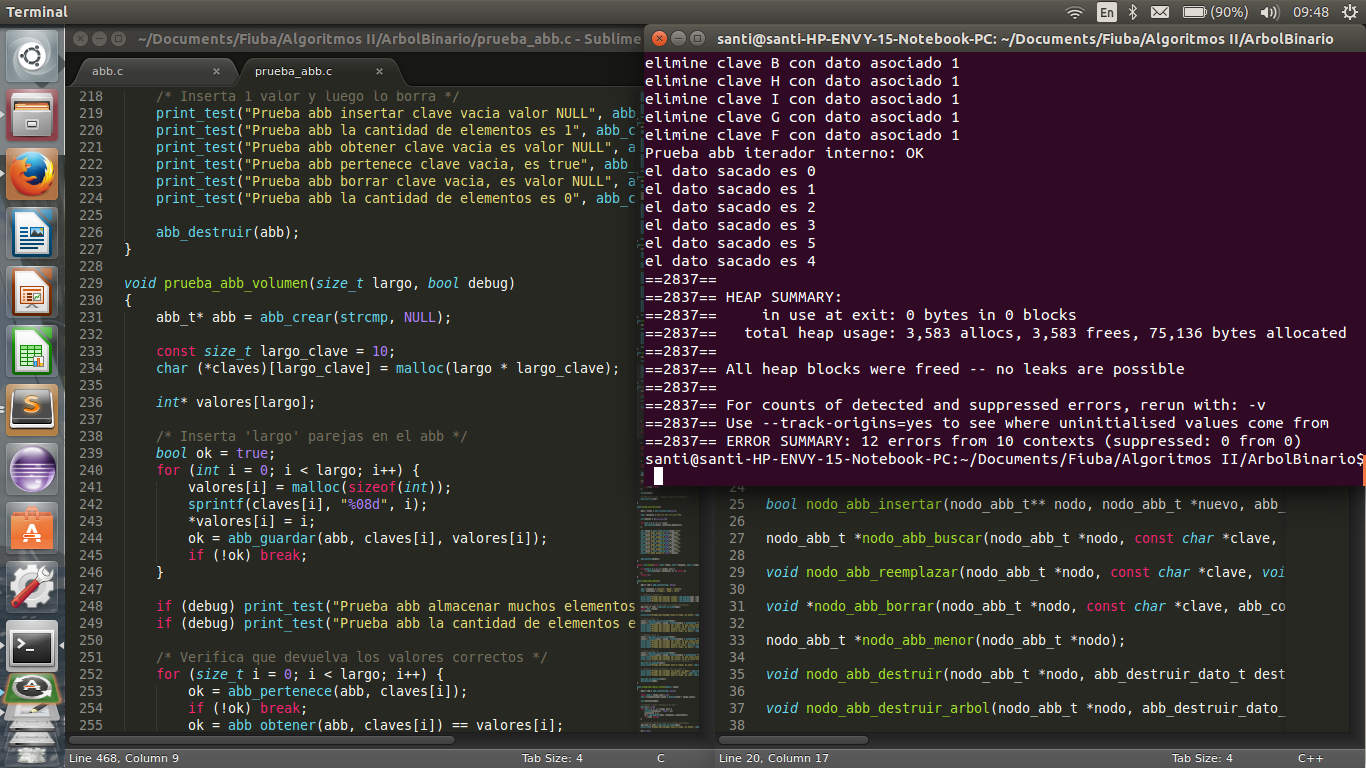 Terminal
En
(90%)
09:48
~/Documents/Fiuba/Algoritmos II/ArbolBinario/prueba_abb.c - Sublime
abb.c
prueba_abb.c
218 /* Inserta 1 valor y luego lo borra */
219 print_test("Prueba abb insertar clave vacia valor NULL", abb
220 print_test("Prueba abb la cantidad de elementos es 1", abb_c
221 print_test("Prueba abb obtener clave vacia es valor NULL", a
222 print_test("Prueba abb pertenece clave vacia, es true", abb_
223 print_test("Prueba abb borrar clave vacia, es valor NULL", a
224 print_test("Prueba abb la cantidad de elementos es 0", abb_c
225
226 abb_destruir(abb);
227 }
228
229 void prueba_abb_volumen(size_t largo, bool debug)
230 {
231 abb_t* abb = abb_crear(strcmp, NULL);
232
233 const size_t largo_clave = 10;
234 char (*claves)[largo_clave] = malloc(largo * largo_clave);
235
236 int* valores[largo];
237
238 /* Inserta 'largo' parejas en el abb */
239 bool ok = true;
240 for (int i = 0; i < largo; i++) {
241 valores[i] = malloc(sizeof(int));
242 sprintf(claves[i], "%08d", i);
243 *valores[i] = i;
244 ok = abb_guardar(abb, claves[i], valores[i]);
245 if (!ok) break;
246 }
247
248 if (debug) print_test("Prueba abb almacenar muchos elementos
249 if (debug) print_test("Prueba abb la cantidad de elementos e
250
251 /* Verifica que devuelva los valores correctos */
252 for (size_t i = 0; i < largo; i++) {
253 ok = abb_pertenece(abb, claves[i]);
254 if (!ok) break;
255 ok = abb_obtener(abb, claves[i]) == valores[i];
Line 468, Column 9
Tab Size: 4
C
santi@santi-HP-ENVY-15-Notebook-PC: ~/Documents/Fiuba/Algoritmos II/ArbolBinario
elimine clave B con dato asociado 1
elimine clave H con dato asociado 1
elimine clave I con dato asociado 1
elimine clave G con dato asociado 1
elimine clave F con dato asociado 1
Prueba abb iterador interno: OK
el dato sacado es 0
el dato sacado es 1
el dato sacado es 2
el dato sacado es 3
el dato sacado es 5
el dato sacado es 4
==2837==
==2837== HEAP SUMMARY:
==2837==     in use at exit: 0 bytes in 0 blocks
==2837==   total heap usage: 3,583 allocs, 3,583 frees, 75,136 bytes allocated
==2837==
==2837== All heap blocks were freed -- no leaks are possible
==2837==
==2837== For counts of detected and suppressed errors, rerun with: -v
==2837== Use --track-origins=yes to see where uninitialised values come from
==2837== ERROR SUMMARY: 12 errors from 10 contexts (suppressed: 0 from 0)
santi@santi-HP-ENVY-15-Notebook-PC:~/Documents/Fiuba/Algoritmos II/ArbolBinario$
24
25 bool nodo_abb_insertar(nodo_abb_t** nodo, nodo_abb_t *nuevo, abb_
26
27 nodo_abb_t *nodo_abb_buscar(nodo_abb_t *nodo, const char *clave,
28
29 void nodo_abb_reemplazar(nodo_abb_t *nodo, const char *clave, voi
30
31 void *nodo_abb_borrar(nodo_abb_t *nodo, const char *clave, abb_co
32
33 nodo_abb_t *nodo_abb_menor(nodo_abb_t *nodo);
34
35 void nodo_abb_destruir(nodo_abb_t *nodo, abb_destruir_dato_t dest
36
37 void nodo_abb_destruir_arbol(nodo_abb_t *nodo, abb_destruir_dato_
38
Line 20, Column 17
Tab Size: 4
C++